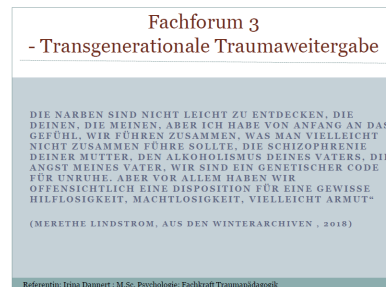 Fachforum 3
- Transgenerationale Traumaweitergabe
DIE NARBEN SIND NICHT LEICHT ZU ENTDECKEN, DIE
DEINEN, DIE MEINEN, ABER ICH HABE VON ANFANG AN DAS
GEFÜHL, WIR FÜHREN ZUSAMMEN, WAS MAN VIELLEICHT
NICHT ZUSAMMEN FÜHRE SOLLTE, DIE SCHIZOPHRENIE
DEINER MUTTER, DEN ALKOHOLISMUS DEINES VATERS, DIE
ANGST MEINES VATER, WIR SIND EIN GENETISCHER CODE
FÜR UNRUHE. ABER VOR ALLEM HABEN WIR
OFFENSICHTLICH EINE DISPOSITION FÜR EINE GEWISSE
HILFLOSIGKEIT, MACHTLOSIGKEIT, VIELLEICHT ARMUT“
(MERETHE LINDSTROM, AUS DEN WINTERARCHIVEN , 2018)
Referentin: Irina Dannert ; M.Sc. Psychologie; Fachkraft Traumapädagogik